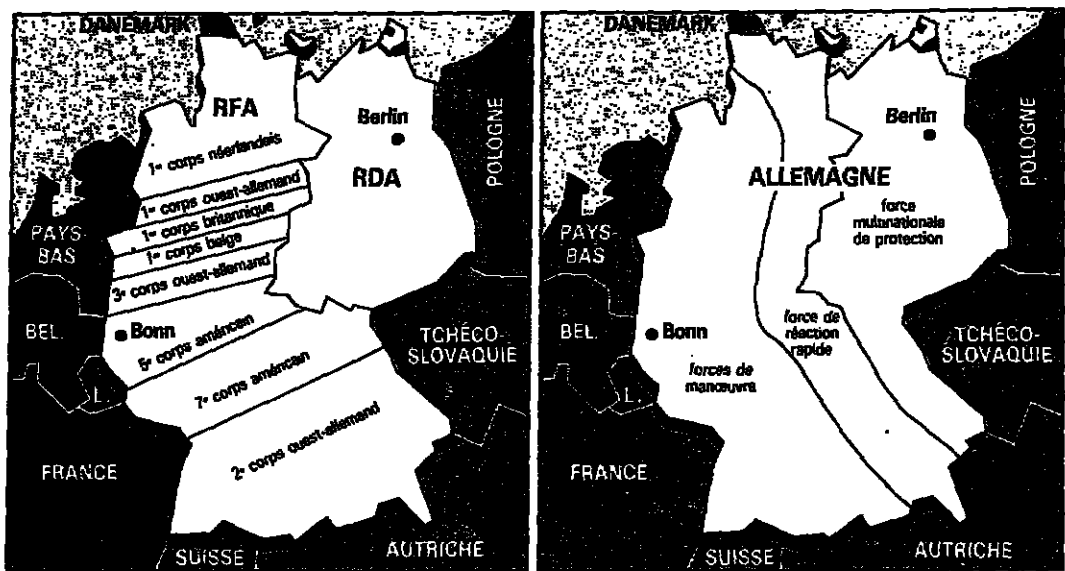 DANEMARK
RFA
Berlin
RDA
POLOGNE
1er corps néerlandais
1er corps ouest-allemand
1er corps britannique
1er corps belge
3e corps ouest-allemand
PAYS-
BAS
BEL.
Bonn
5e corps américain
7e corps américain
TCHÉCO-
SLOVAQUIE
L.
2e corps ouest-allemand
FRANCE
SUISSE
AUTRICHE
DANEMARK
Berlin
POLOGNE
ALLEMAGNE
force
multinationale
de protection
PAYS-
BAS
BEL.
Bonn
force de
réaction
rapide
TCHÉCO-
SLOVAQUIE
forces de
manœuvre
L.
FRANCE
SUISSE
AUTRICHE